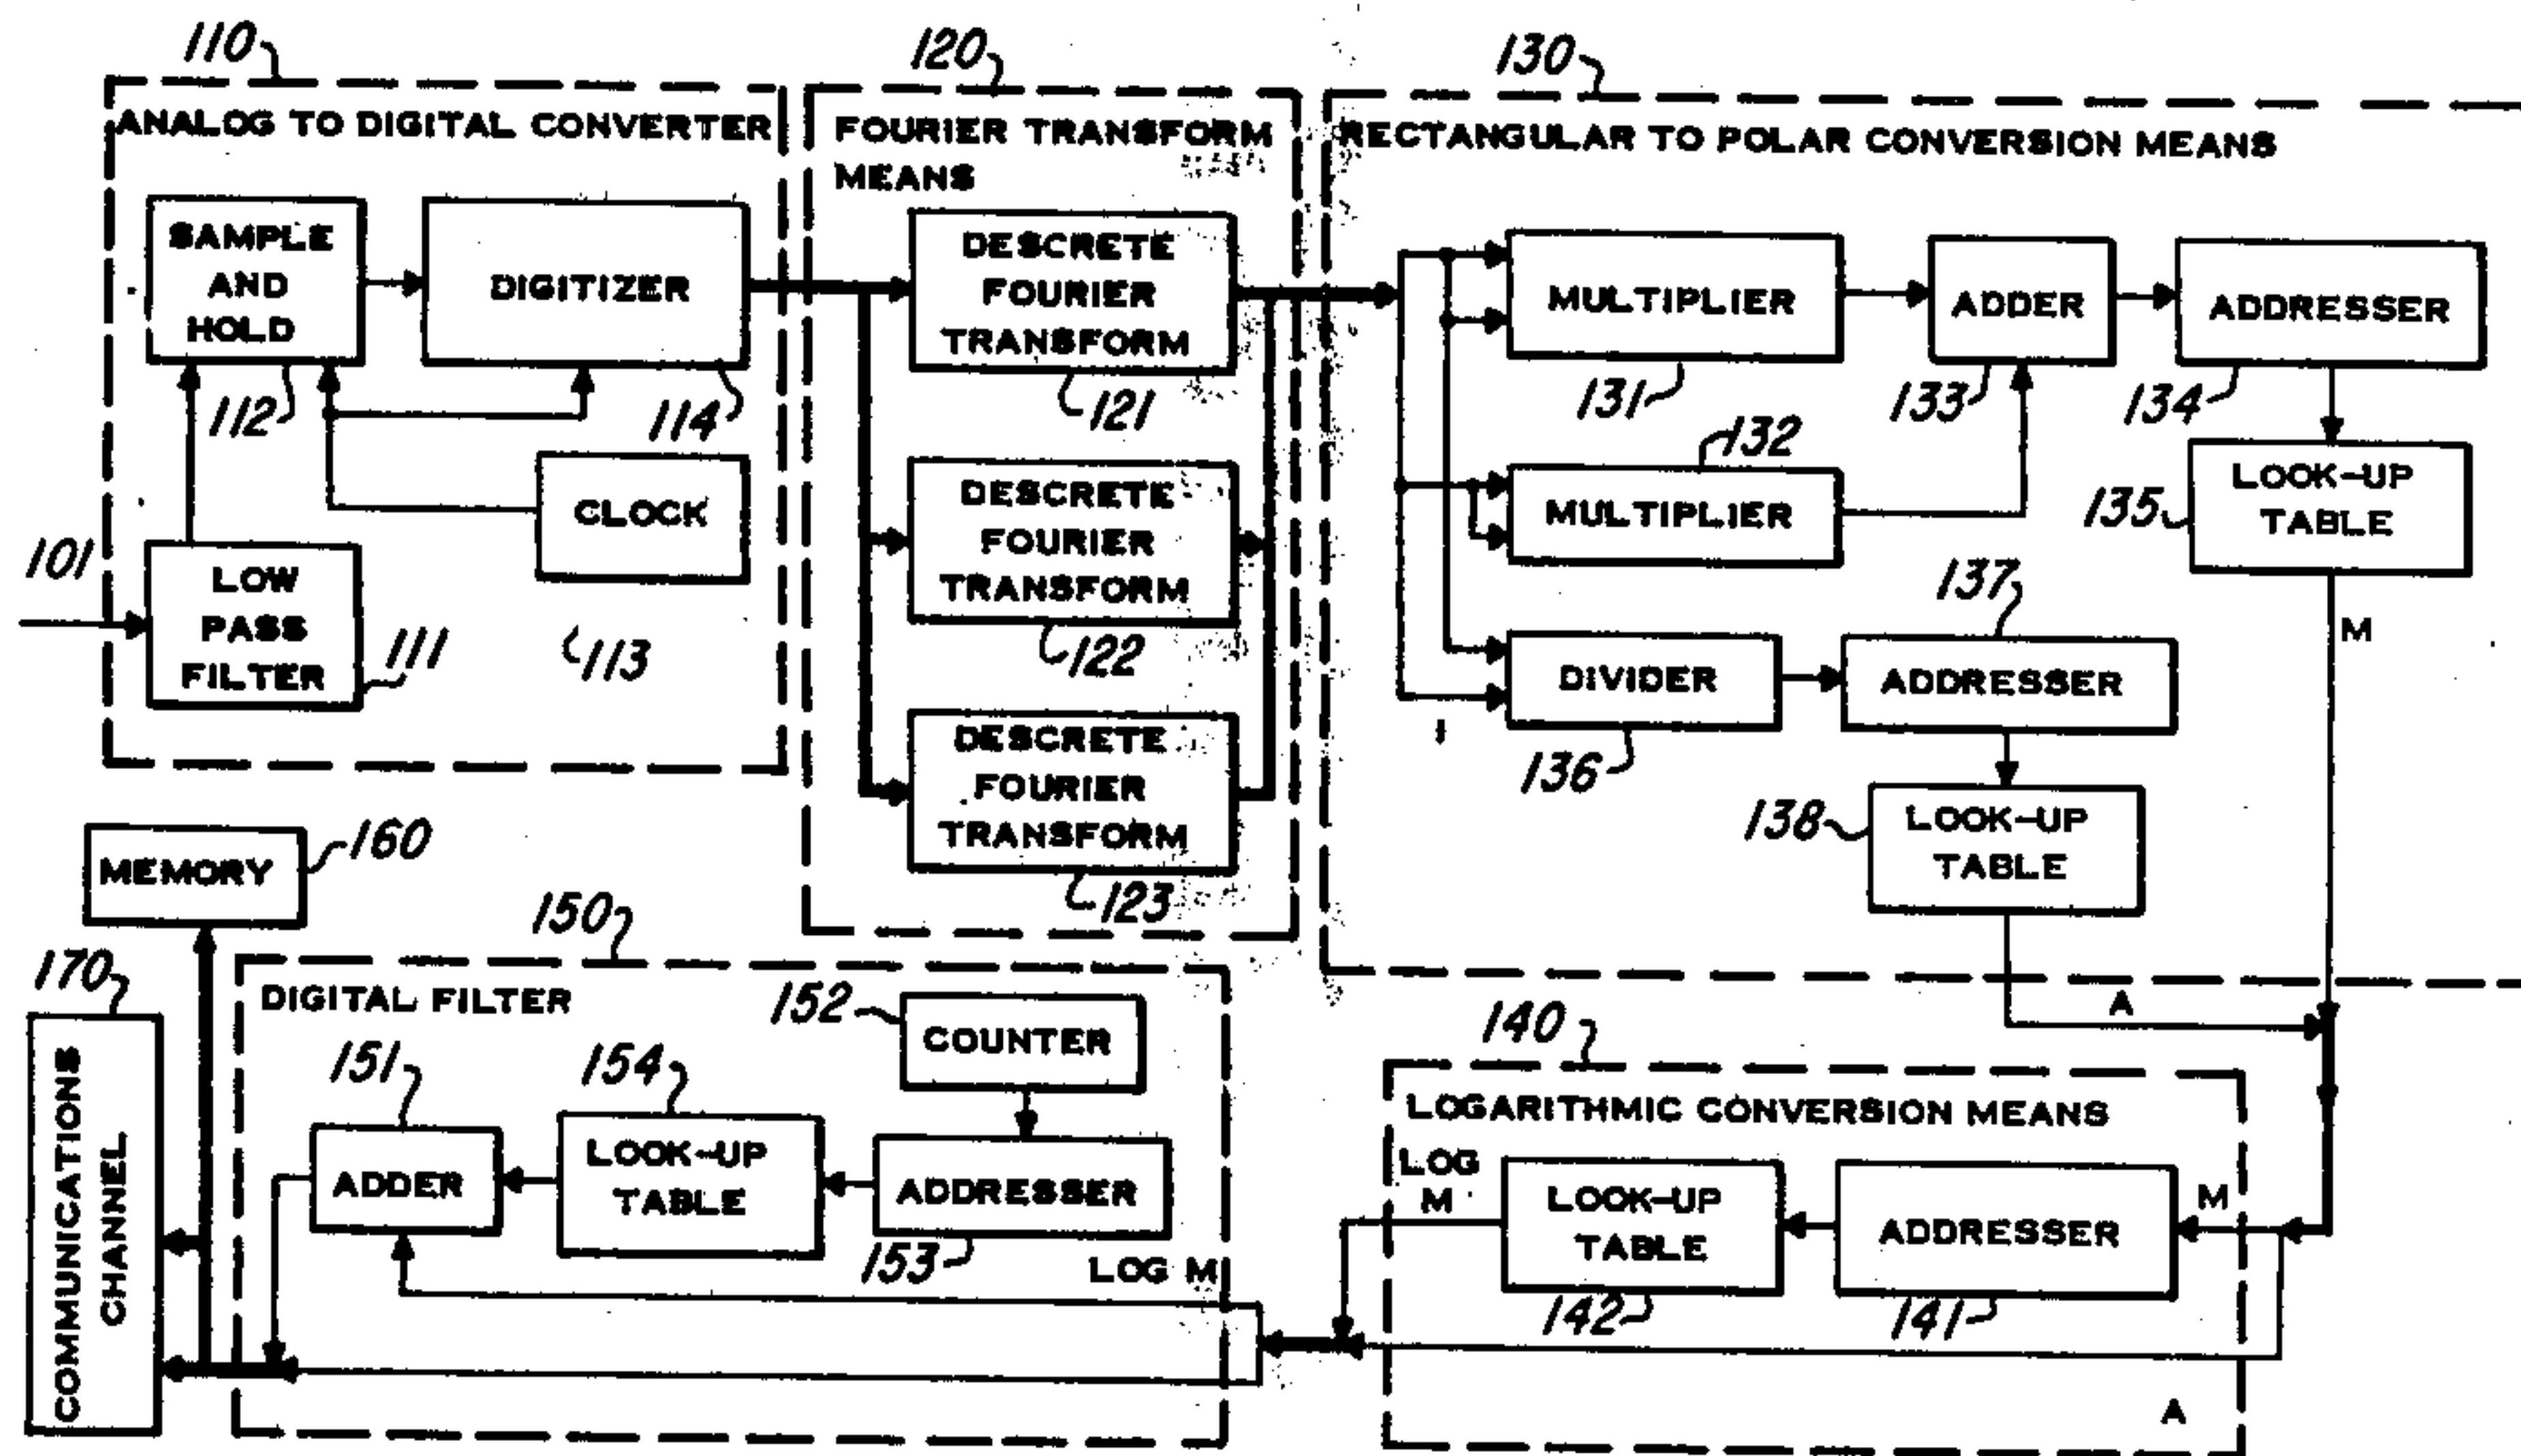 110
ANALOG TO DIGITAL CONVERTER
SAMPLE
AND
HOLD
112
DIGITIZER
114
CLOCK
113
101
LOW
PASS
FILTER
111
120
FOURIER TRANSFORM
MEANS
DESCRETE
FOURIER
TRANSFORM
121
DESCRETE
FOURIER
TRANSFORM
122
DESCRETE
FOURIER
TRANSFORM
123
130
RECTANGULAR TO POLAR CONVERSION MEANS
MULTIPLIER
131
ADDER
133
ADDRESSER
134
132
MULTIPLIER
135
LOOK-UP
TABLE
M
DIVIDER
136
137
ADDRESSER
138
LOOK-UP
TABLE
A
MEMORY
160
170
COMMUNICATIONS
CHANNEL
150
DIGITAL FILTER
152
COUNTER
151
ADDER
154
LOOK-UP
TABLE
ADDRESSER
153
LOG M
140
LOGARITHMIC CONVERSION MEANS
LOG
M
LOOK-UP
TABLE
142
ADDRESSER
141
M
A